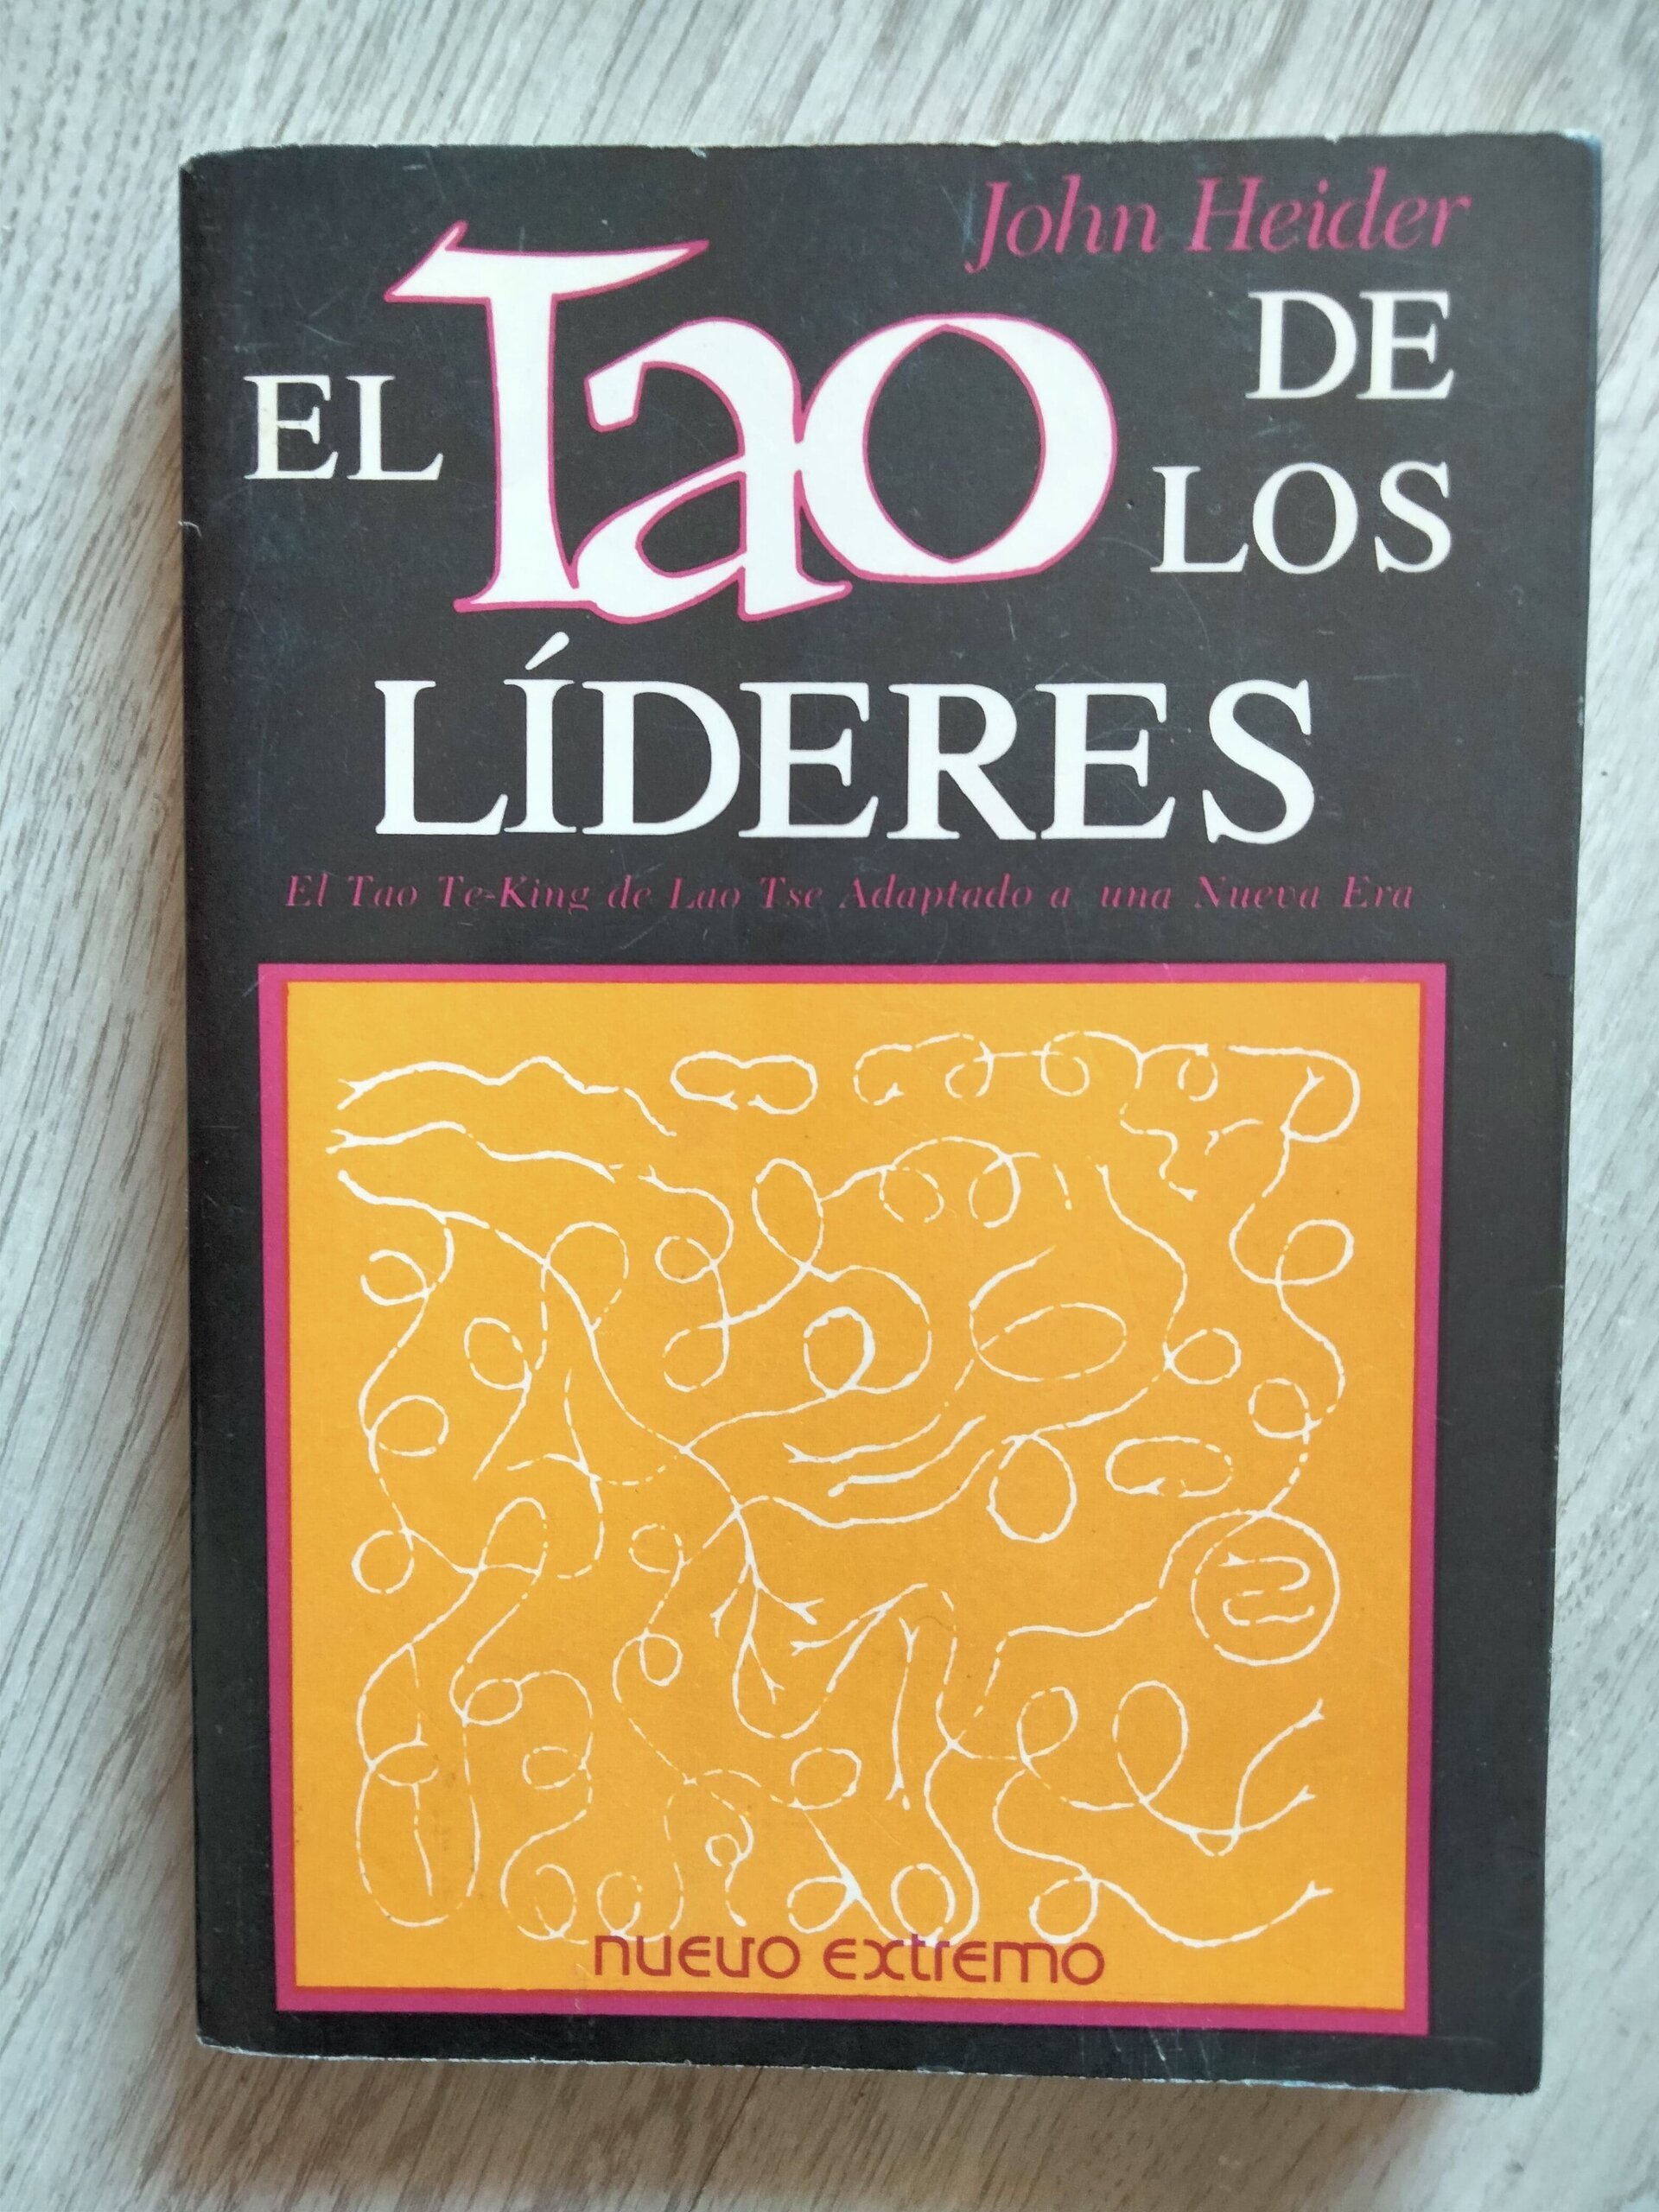 John Heider
EL Tao DE
LOS
LÍDERES
El Tao Te-King de Lao Tse Adaptado a una Nueva Era
nuevo extremo